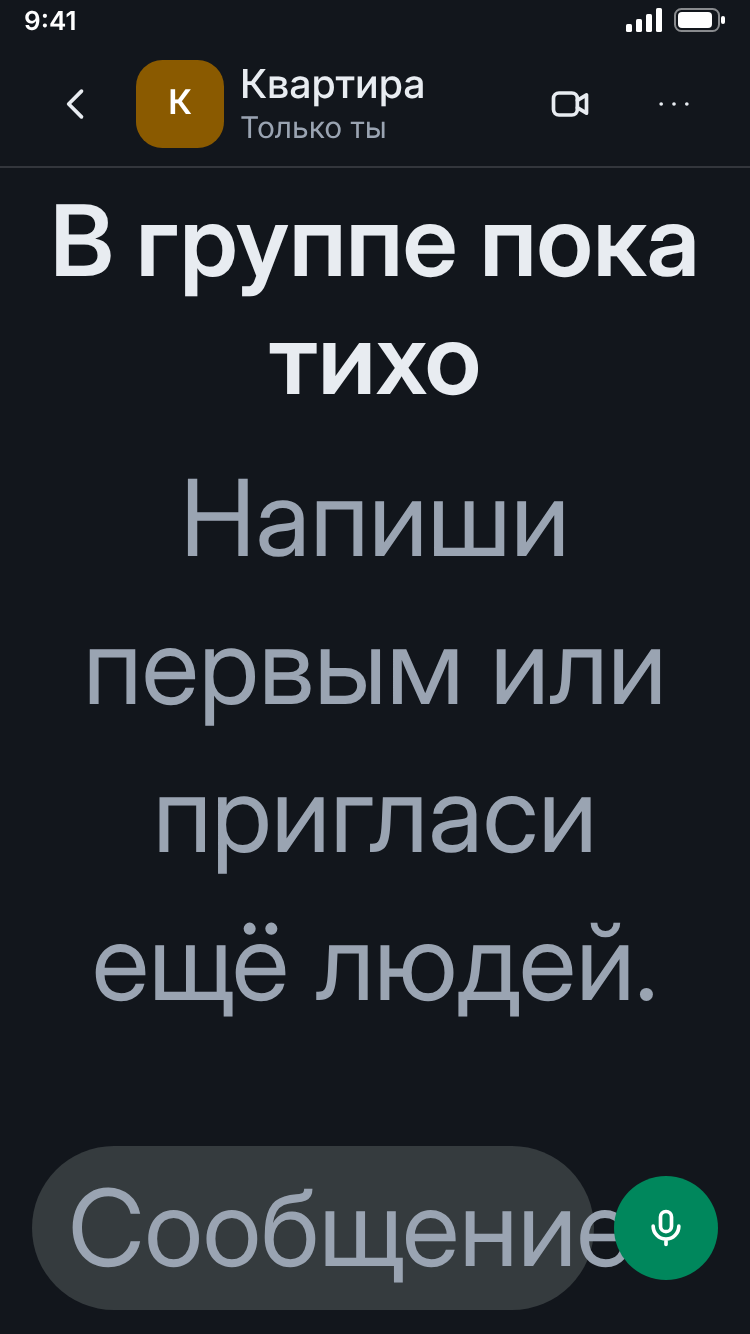 9:41
К
Квартира
Только ты
В группе пока
тихо
Напиши
первым или
пригласи
ещё людей.
Сообщение